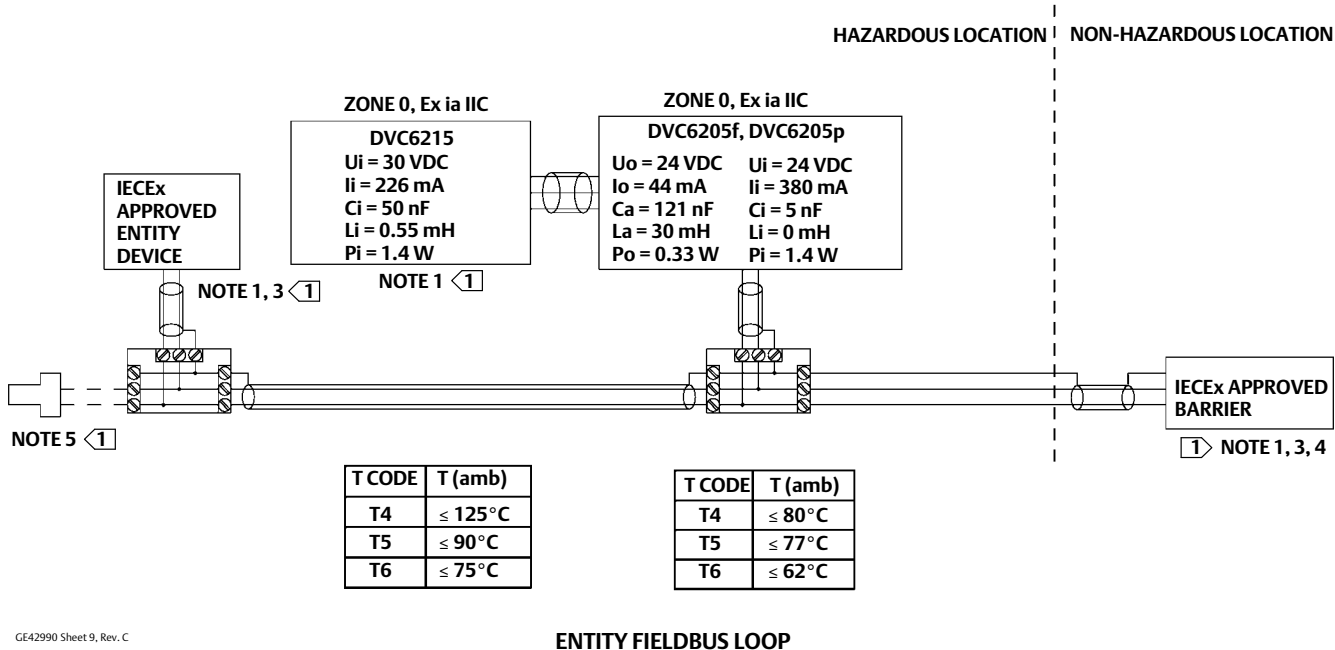 HAZARDOUS LOCATION
NON-HAZARDOUS LOCATION
ZONE 0, Ex ia IIC
DVC6215
Ui = 30 VDC
Ii = 226 mA
Ci = 50 nF
Li = 0.55 mH
Pi = 1.4 W
NOTE 1 1
ZONE 0, Ex ia IIC
DVC6205f, DVC6205p
Uo = 24 VDC Ui = 24 VDC
Io = 44 mA Ii = 380 mA
Ca = 121 nF Ci = 5 nF
La = 30 mH Li = 0 mH
Po = 0.33 W Pi = 1.4 W
IECEx
APPROVED
ENTITY
DEVICE
NOTE 1, 3 1
NOTE 5 1
IECEx APPROVED
BARRIER
1 NOTE 1, 3, 4
T CODE T (amb)
T4 ≤ 125°C
T5 ≤ 90°C
T6 ≤ 75°C
T CODE T (amb)
T4 ≤ 80°C
T5 ≤ 77°C
T6 ≤ 62°C
GE42990 Sheet 9, Rev. C
ENTITY FIELDBUS LOOP